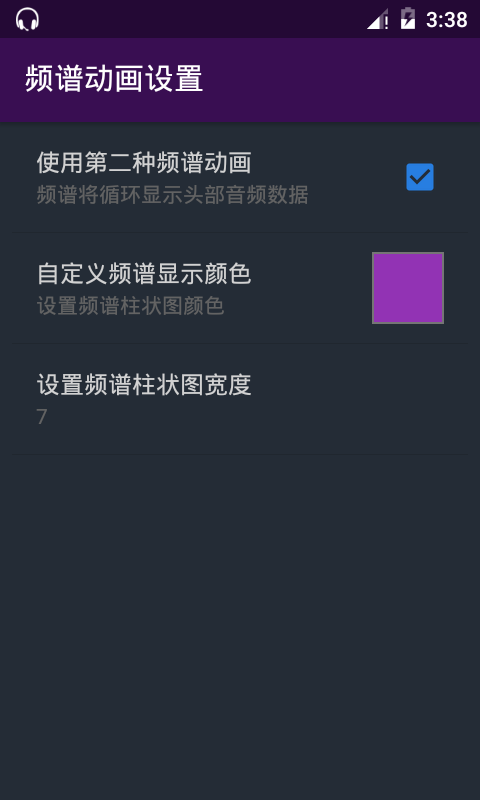 3:38
频谱动画设置
使用第二种频谱动画
频谱将循环显示头部音频数据
自定义频谱显示颜色
设置频谱柱状图颜色
设置频谱柱状图宽度
7